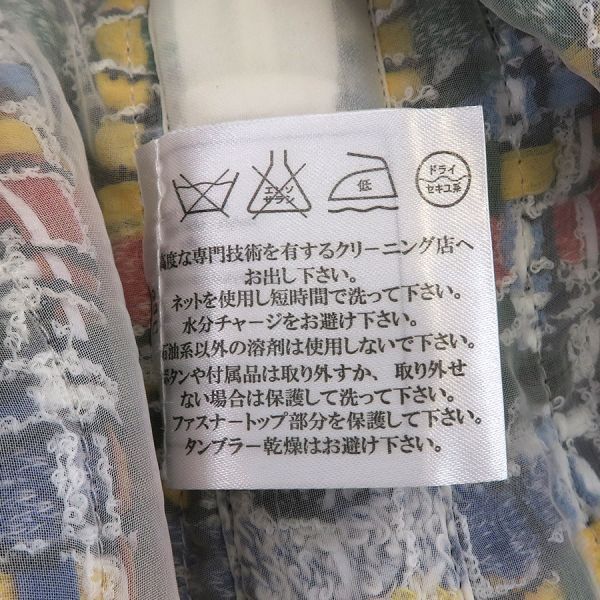 エンソ
サラシ
低
ドライ
セキユ系
高度な専門技術を有するクリーニング店へ
お出し下さい。
ネットを使用し短時間で洗って下さい。
水分チャージをお避け下さい。
石油系以外の溶剤は使用しないで下さい。
ボタンや付属品は取り外すか、取り外せ
ない場合は保護して洗ってください。
ファスナートップ部分を保護して下さい。
タンブラー乾燥はお避け下さい。